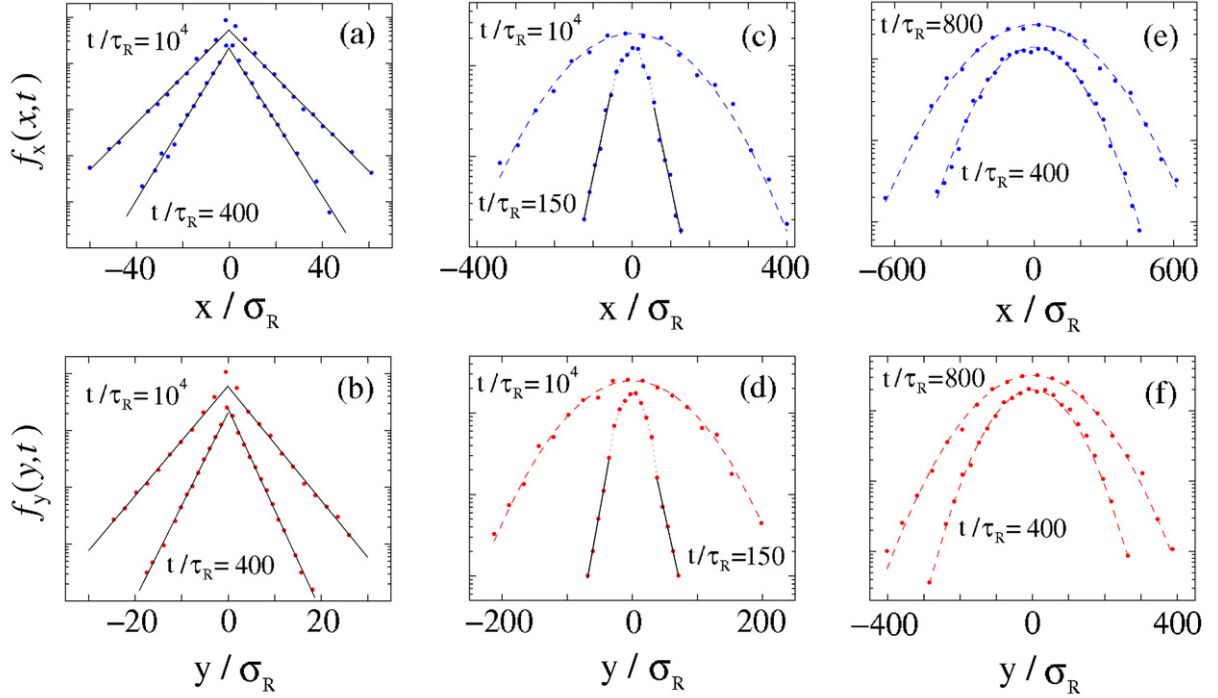 f_x(x,t)
t/τ_R=10^4
(a)
t/τ_R=400
−40 0 40
x / σ_R
t/τ_R=10^4
(c)
t/τ_R=150
−400 0 400
x / σ_R
t/τ_R=800
(e)
t/τ_R=400
−600 0 600
x / σ_R
f_y(y,t)
t/τ_R=10^4
(b)
t/τ_R=400
−20 0 20
y / σ_R
t/τ_R=10^4
(d)
t/τ_R=150
−200 0 200
y / σ_R
t/τ_R=800
(f)
t/τ_R=400
−400 0 400
y / σ_R